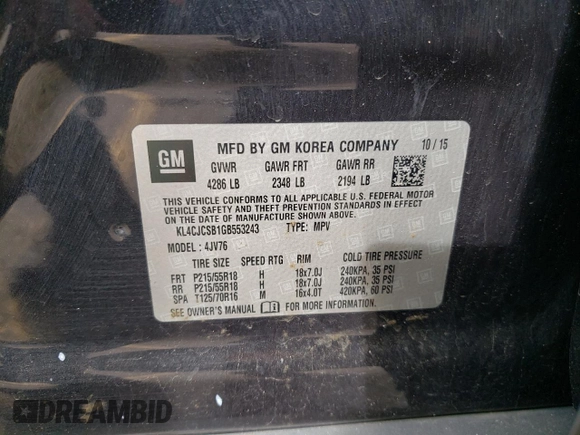 GM MFD BY GM KOREA COMPANY 10 / 15
GVWR GAWR FRT GAWR RR
4286 LB 2348 LB 2194 LB
THIS VEHICLE CONFORMS TO ALL APPLICABLE U.S. FEDERAL MOTOR
VEHICLE SAFETY AND THEFT PREVENTION STANDARDS IN EFFECT
ON THE DATE OF MANUFACTURE SHOWN ABOVE.
KL4CJCSB1GB553243 TYPE: MPV
MODEL: 4JV76
TIRE SIZE SPEED RTG RIM COLD TIRE PRESSURE
FRT P215/55R18 H 18x7.0J 240KPA, 35 PSI
RR P215/55R18 H 18x7.0J 240KPA, 35 PSI
SPA T125/70R16 M 16x4.0T 420KPA, 60 PSI
SEE OWNER'S MANUAL FOR MORE INFORMATION.
DREAMBID